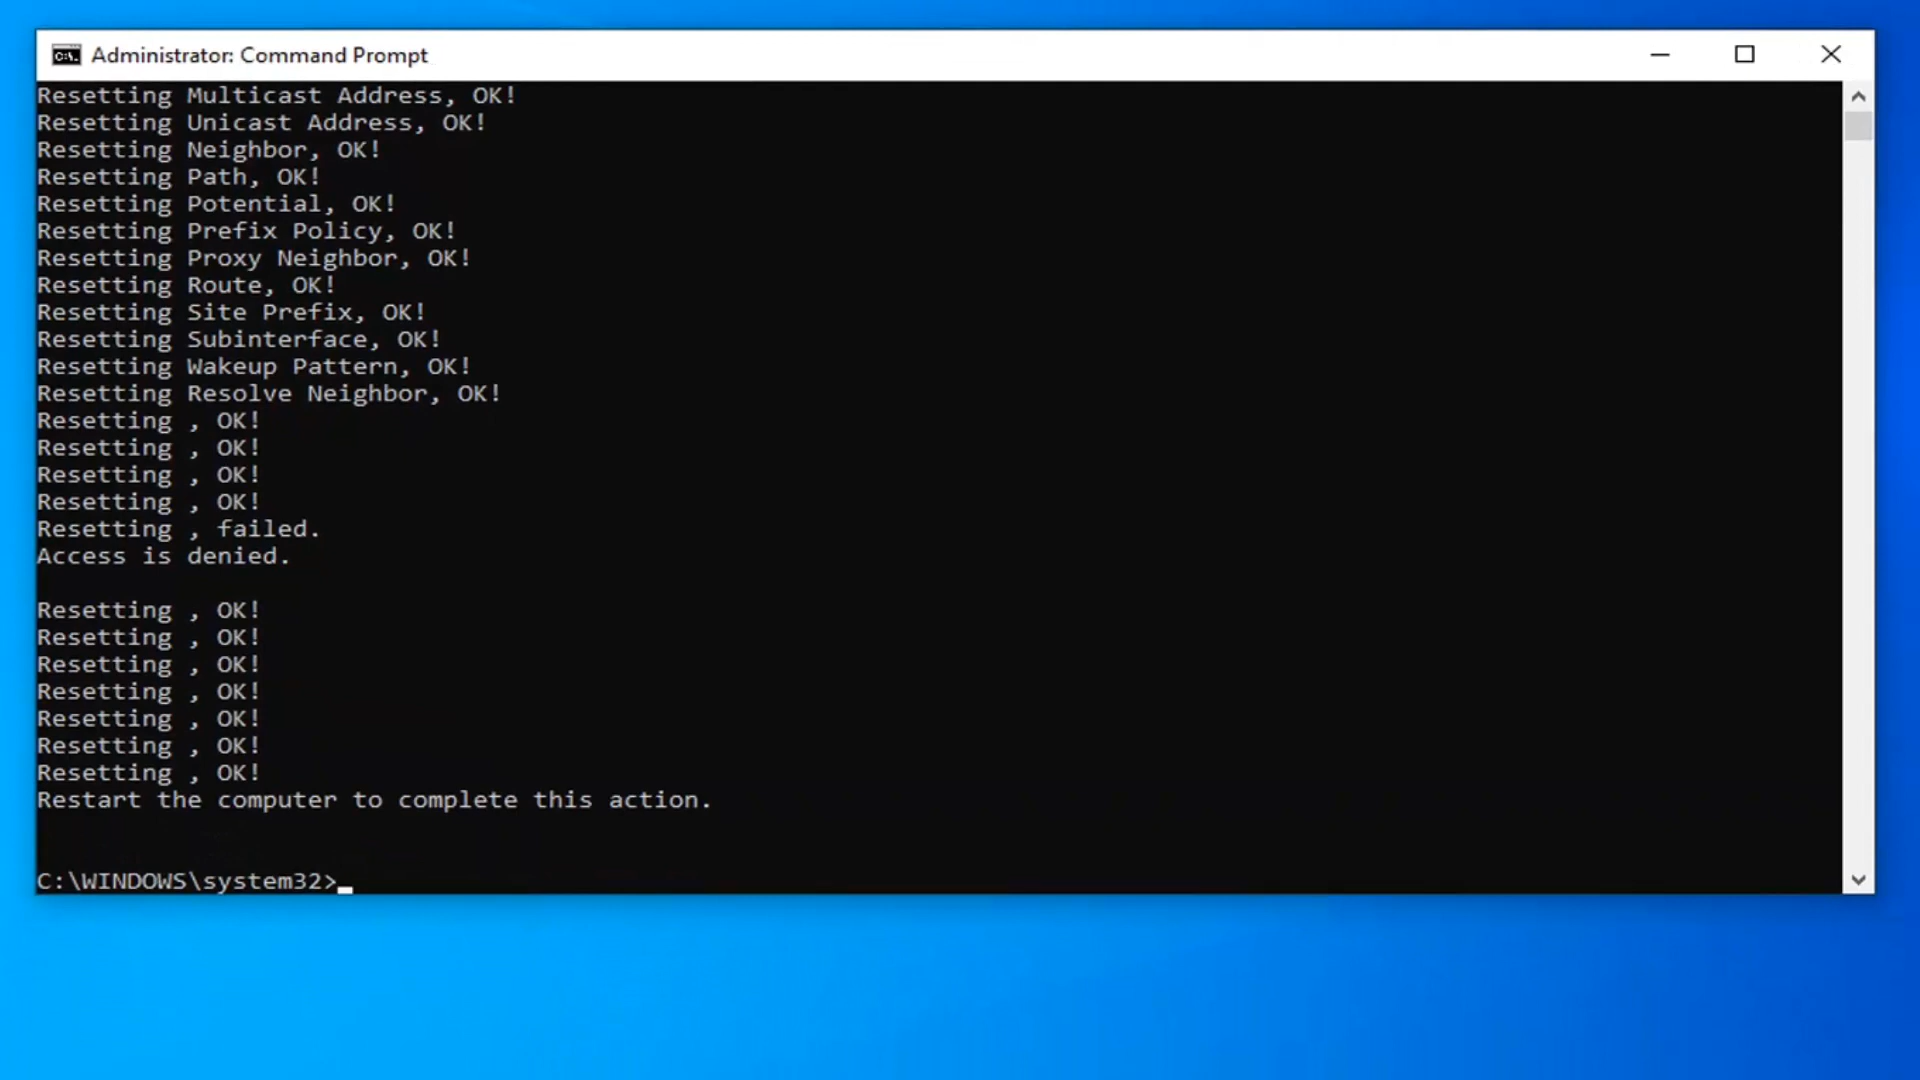 Administrator: Command Prompt
Resetting Multicast Address, OK!
Resetting Unicast Address, OK!
Resetting Neighbor, OK!
Resetting Path, OK!
Resetting Potential, OK!
Resetting Prefix Policy, OK!
Resetting Proxy Neighbor, OK!
Resetting Route, OK!
Resetting Site Prefix, OK!
Resetting Subinterface, OK!
Resetting Wakeup Pattern, OK!
Resetting Resolve Neighbor, OK!
Resetting , OK!
Resetting , OK!
Resetting , OK!
Resetting , OK!
Resetting , failed.
Access is denied.
Resetting , OK!
Resetting , OK!
Resetting , OK!
Resetting , OK!
Resetting , OK!
Resetting , OK!
Resetting , OK!
Restart the computer to complete this action.
C:\WINDOWS\system32>